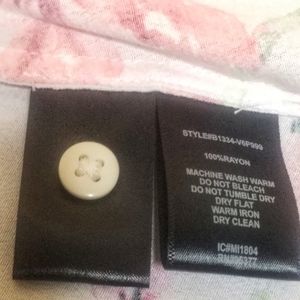 STYLE#B1334-V6P999
100%RAYON
MACHINE WASH WARM
DO NOT BLEACH
DO NOT TUMBLE DRY
DRY FLAT
WARM IRON
DRY CLEAN
IC#MI1804